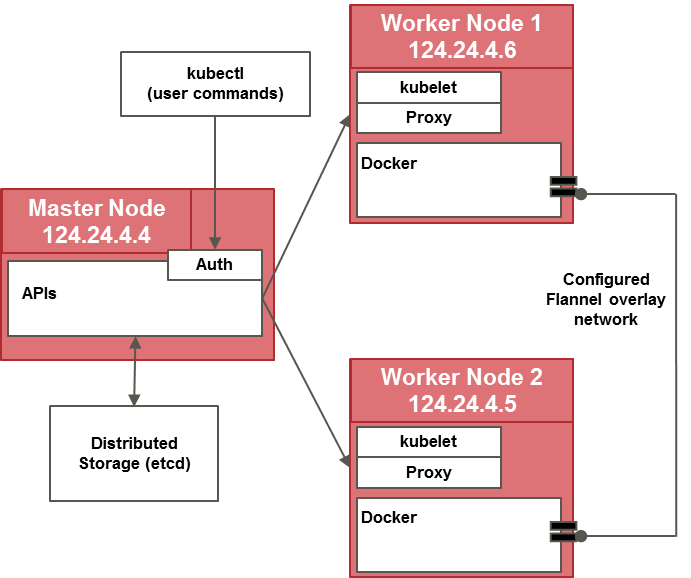 Worker Node 1
124.24.4.6
kubelet
Proxy
Docker
kubectl
(user commands)
Master Node
124.24.4.4
Auth
APIs
Configured
Flannel overlay
network
Worker Node 2
124.24.4.5
kubelet
Proxy
Docker
Distributed
Storage (etcd)